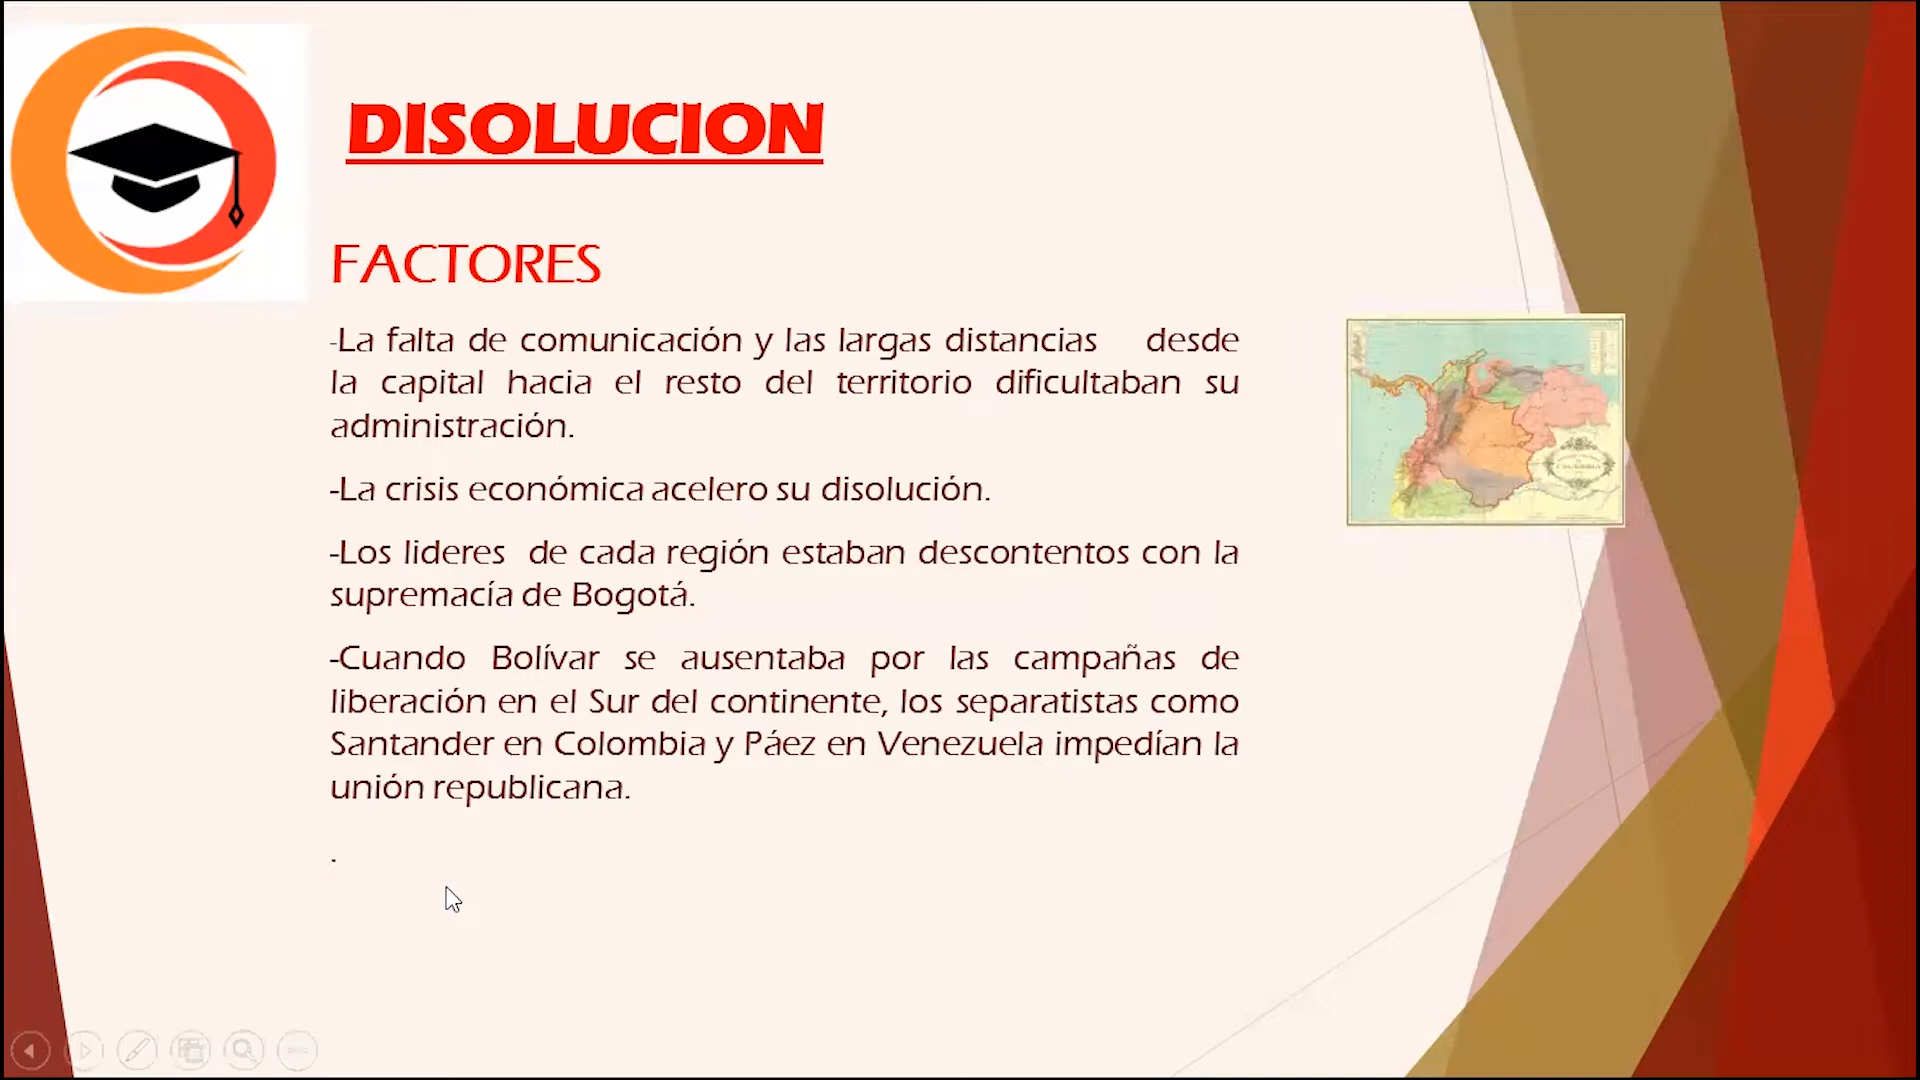 DISOLUCION
FACTORES
-La falta de comunicación y las largas distancias desde
la capital hacia el resto del territorio dificultaban su
administración.
-La crisis económica acelero su disolución.
-Los lideres de cada región estaban descontentos con la
supremacía de Bogotá.
-Cuando Bolívar se ausentaba por las campañas de
liberación en el Sur del continente, los separatistas como
Santander en Colombia y Páez en Venezuela impedían la
unión republicana.
.